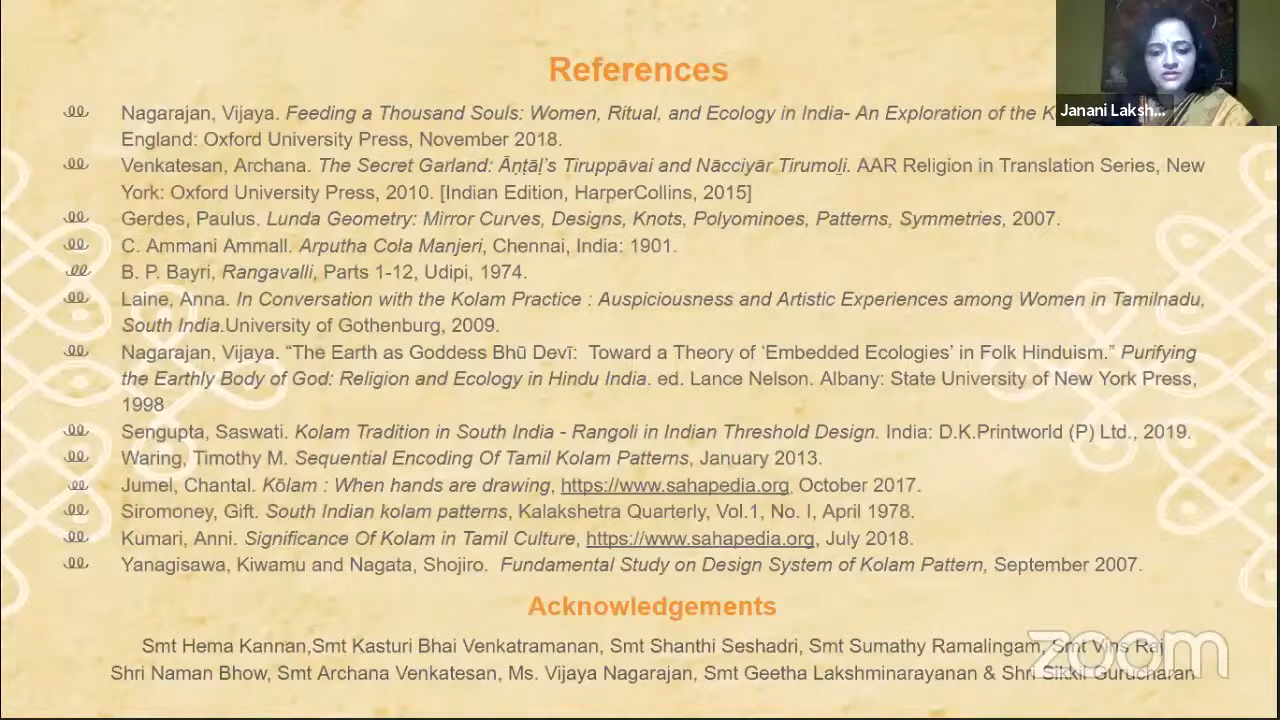 References
Nagarajan, Vijaya. Feeding a Thousand Souls: Women, Ritual, and Ecology in India- An Exploration of the
England: Oxford University Press, November 2018.
Venkatesan, Archana. The Secret Garland: Āṇṭāḷ's Tiruppāvai and Nācciyār Tirumoḻi. AAR Religion in Translation Series, New
York: Oxford University Press, 2010. [Indian Edition, HarperCollins, 2015]
Gerdes, Paulus. Lunda Geometry: Mirror Curves, Designs, Knots, Polyominoes, Patterns, Symmetries, 2007.
C. Ammani Ammall. Arputha Cola Manjeri, Chennai, India: 1901.
B. P. Bayri, Rangavalli, Parts 1-12, Udipi, 1974.
Laine, Anna. In Conversation with the Kolam Practice : Auspiciousness and Artistic Experiences among Women in Tamilnadu,
South India.University of Gothenburg, 2009.
Nagarajan, Vijaya. “The Earth as Goddess Bhū Devī: Toward a Theory of ‘Embedded Ecologies’ in Folk Hinduism.” Purifying
the Earthly Body of God: Religion and Ecology in Hindu India. ed. Lance Nelson. Albany: State University of New York Press,
1998
Sengupta, Saswati. Kolam Tradition in South India - Rangoli in Indian Threshold Design. India: D.K.Printworld (P) Ltd., 2019.
Waring, Timothy M. Sequential Encoding Of Tamil Kolam Patterns, January 2013.
Jumel, Chantal. Kōlam : When hands are drawing, https://www.sahapedia.org, October 2017.
Siromoney, Gift. South Indian kolam patterns, Kalakshetra Quarterly, Vol.1, No. I, April 1978.
Kumari, Anni. Significance Of Kolam in Tamil Culture, https://www.sahapedia.org, July 2018.
Yanagisawa, Kiwamu and Nagata, Shojiro. Fundamental Study on Design System of Kolam Pattern, September 2007.
Acknowledgements
Smt Hema Kannan,Smt Kasturi Bhai Venkatramanan, Smt Shanthi Seshadri, Smt Sumathy Ramalingam, Smt Vins Raj
Shri Naman Bhow, Smt Archana Venkatesan, Ms. Vijaya Nagarajan, Smt Geetha Lakshminarayanan & Shri Sikkil Gurucharan
Janani Laksh...
zoom